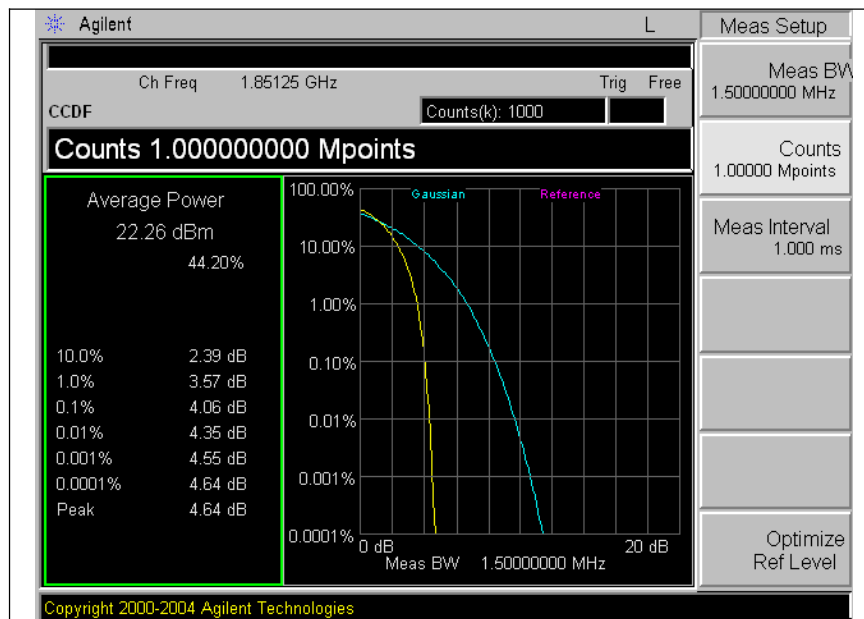 Agilent
L
Meas Setup
Ch Freq 1.85125 GHz
Trig Free
CCDF
Counts(k): 1000
Counts 1.000000000 Mpoints
Average Power
22.26 dBm
44.20%
10.0% 2.39 dB
1.0% 3.57 dB
0.1% 4.06 dB
0.01% 4.35 dB
0.001% 4.55 dB
0.0001% 4.64 dB
Peak 4.64 dB
Gaussian
Reference
100.00%
10.00%
1.00%
0.10%
0.01%
0.001%
0.0001%
0 dB
20 dB
Meas BW 1.50000000 MHz
Meas BW
1.50000000 MHz
Counts
1.00000 Mpoints
Meas Interval
1.000 ms
Optimize
Ref Level
Copyright 2000-2004 Agilent Technologies